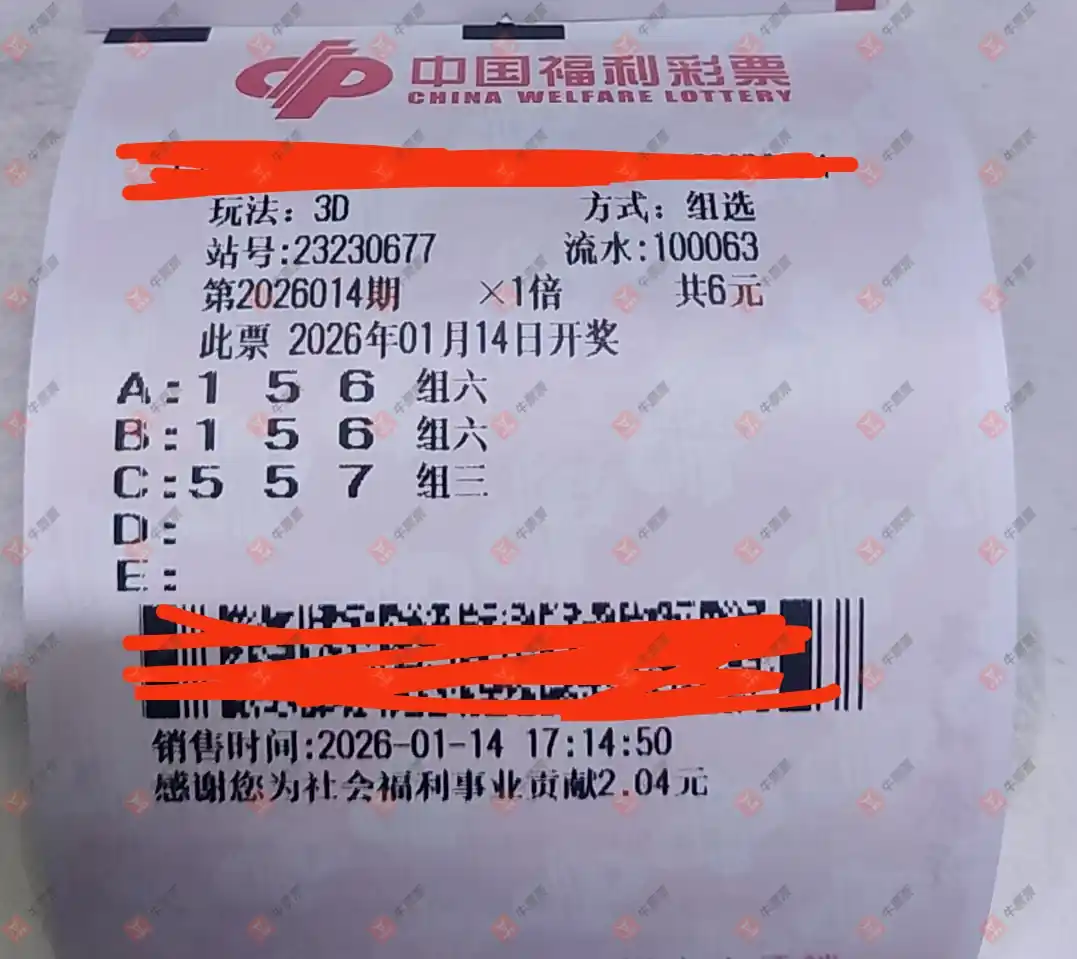 中国福利彩票
CHINA WELFARE LOTTERY
玩法：3D 方式：组选
站号:23230677 流水:100063
第2026014期 ×1倍 共6元
此票 2026年01月14日开奖
A:1 5 6 组六
B:1 5 6 组六
C:5 5 7 组三
D:
E:
销售时间:2026-01-14 17:14:50
感谢您为社会福利事业贡献2.04元